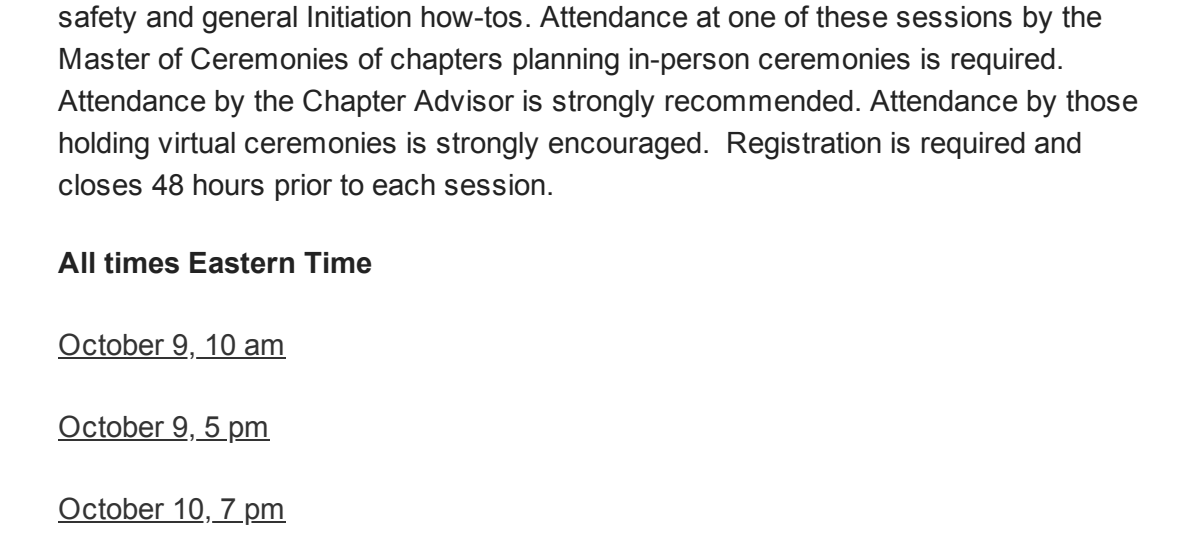 safety and general Initiation how-tos. Attendance at one of these sessions by the
Master of Ceremonies of chapters planning in-person ceremonies is required.
Attendance by the Chapter Advisor is strongly recommended. Attendance by those
holding virtual ceremonies is strongly encouraged.  Registration is required and
closes 48 hours prior to each session.
All times Eastern Time
October 9, 10 am
October 9, 5 pm
October 10, 7 pm